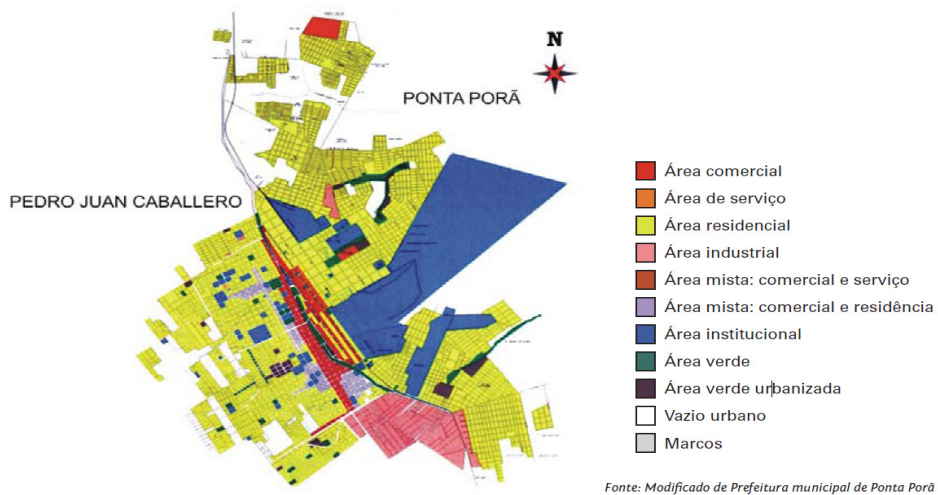 N
PONTA PORÃ
PEDRO JUAN CABALLERO
Área comercial
Área de serviço
Área residencial
Área industrial
Área mista: comercial e serviço
Área mista: comercial e residência
Área institucional
Área verde
Área verde urbanizada
Vazio urbano
Marcos
Fonte: Modificado de Prefeitura municipal de Ponta Porã